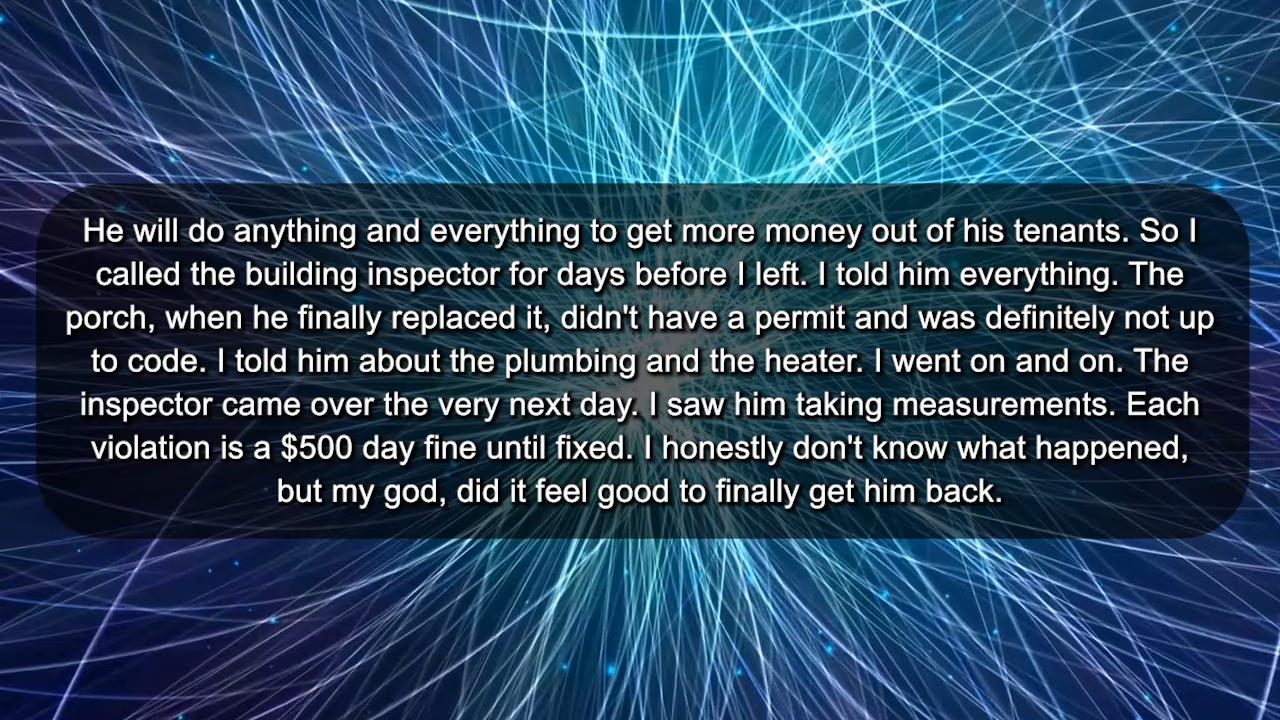 He will do anything and everything to get more money out of his tenants. So I
called the building inspector for days before I left. I told him everything. The
porch, when he finally replaced it, didn't have a permit and was definitely not up
to code. I told him about the plumbing and the heater. I went on and on. The
inspector came over the very next day. I saw him taking measurements. Each
violation is a $500 day fine until fixed. I honestly don't know what happened,
but my god, did it feel good to finally get him back.